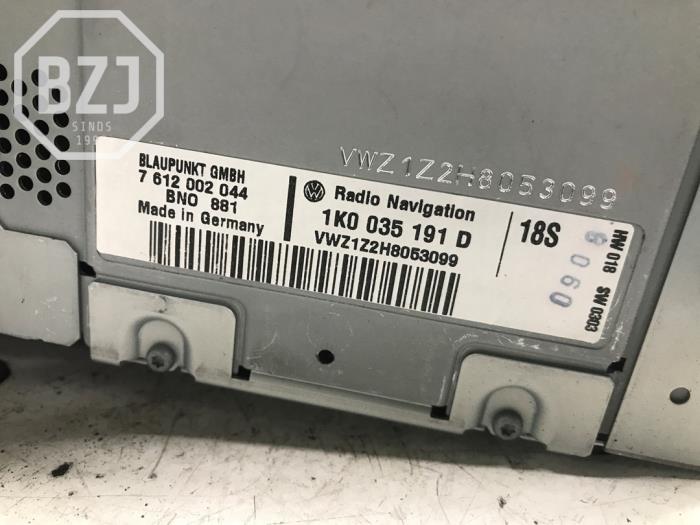 BZJ
SINDS
VWZ1Z2H8053099
BLAUPUNKT GMBH
7 612 002 044
BNO 881
Made in Germany
Radio Navigation
1K0 035 191 D
VWZ1Z2H8053099
18S
HW 018 SW 0303